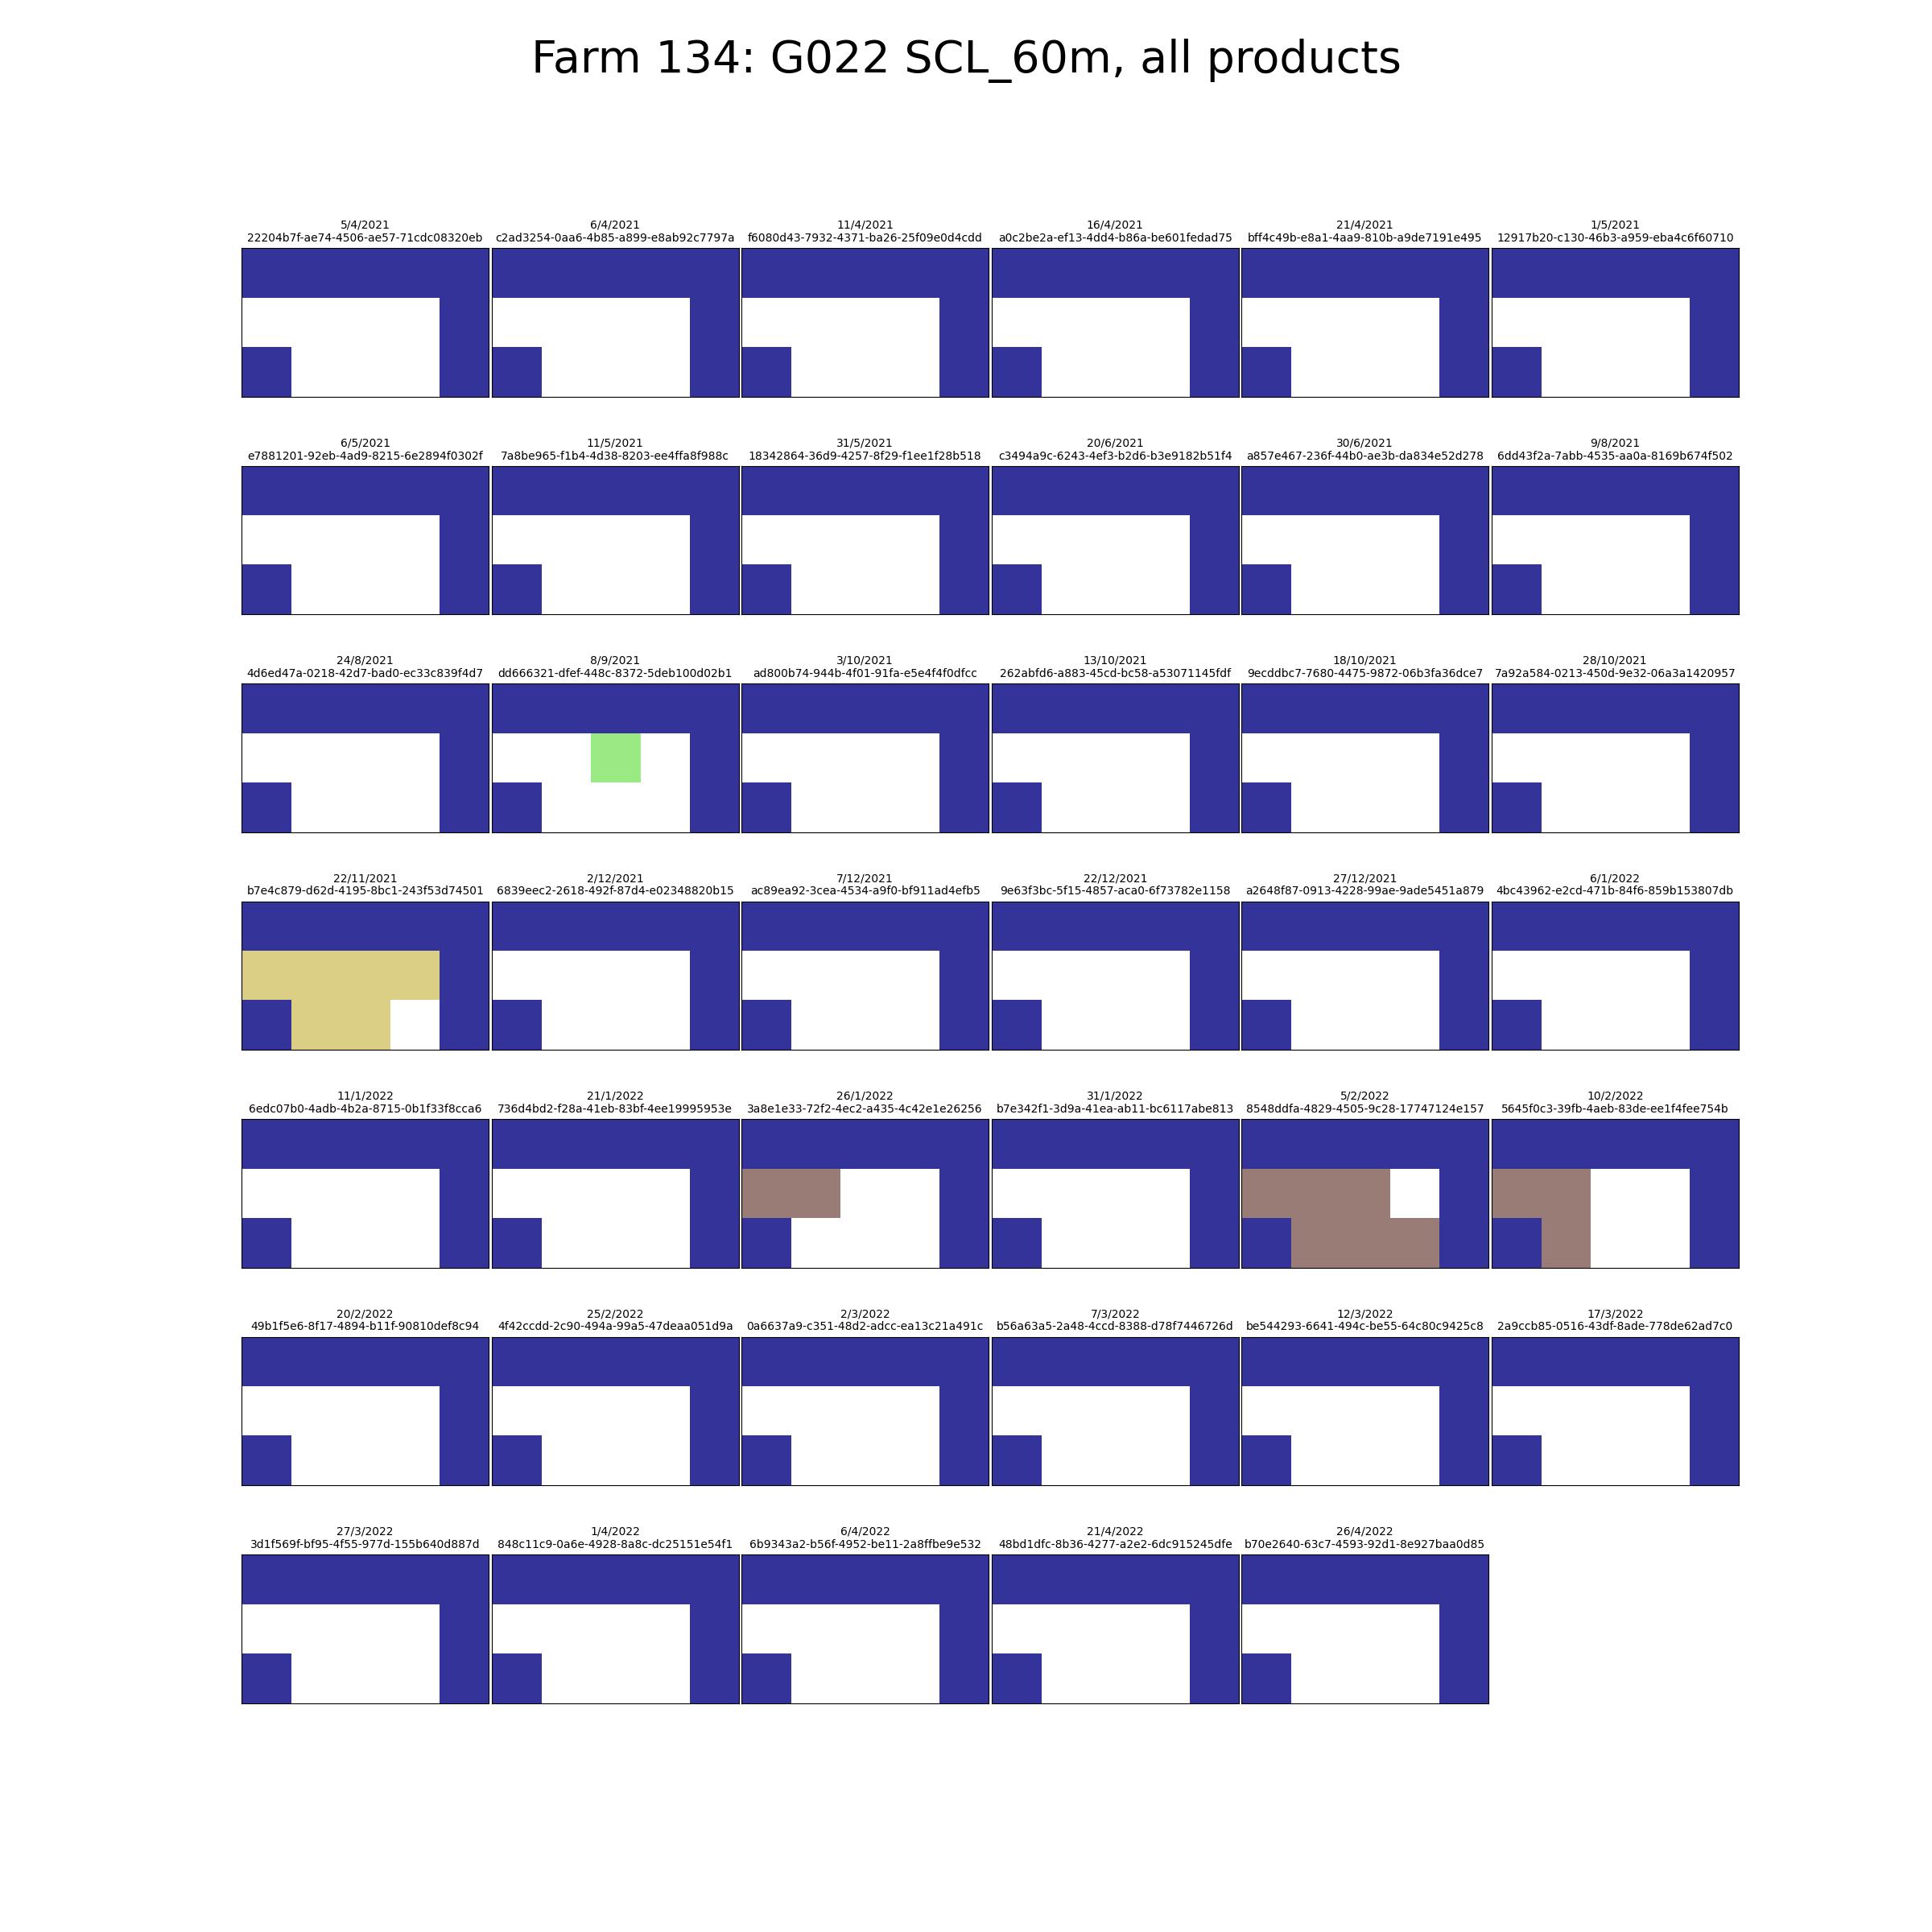 Farm 134: G022 SCL_60m, all products
5/4/2021
22204b7f-ae74-4506-ae57-71cdc08320eb
6/4/2021
c2ad3254-0aa6-4b85-a899-e8ab92c7797a
11/4/2021
f6080d43-7932-4371-ba26-25f09e0d4cdd
16/4/2021
a0c2be2a-ef13-4dd4-b86a-be601fedad75
21/4/2021
bff4c49b-e8a1-4aa9-810b-a9de7191e495
1/5/2021
12917b20-c130-46b3-a959-eba4c6f60710
6/5/2021
e7881201-92eb-4ad9-8215-6e2894f0302f
11/5/2021
7a8be965-f1b4-4d38-8203-ee4ffa8f988c
31/5/2021
18342864-36d9-4257-8f29-f1ee1f28b518
20/6/2021
c3494a9c-6243-4ef3-b2d6-b3e9182b51f4
30/6/2021
a857e467-236f-44b0-ae3b-da834e52d278
9/8/2021
6dd43f2a-7abb-4535-aa0a-8169b674f502
24/8/2021
4d6ed47a-0218-42d7-bad0-ec33c839f4d7
8/9/2021
dd666321-dfef-448c-8372-5deb100d02b1
3/10/2021
ad800b74-944b-4f01-91fa-e5e4f4f0dfcc
13/10/2021
262abfd6-a883-45cd-bc58-a53071145fdf
18/10/2021
9ecddbc7-7680-4475-9872-06b3fa36dce7
28/10/2021
7a92a584-0213-450d-9e32-06a3a1420957
22/11/2021
b7e4c879-d62d-4195-8bc1-243f53d74501
2/12/2021
6839eec2-2618-492f-87d4-e02348820b15
7/12/2021
ac89ea92-3cea-4534-a9f0-bf911ad4efb5
22/12/2021
9e63f3bc-5f15-4857-aca0-6f73782e1158
27/12/2021
a2648f87-0913-4228-99ae-9ade5451a879
6/1/2022
4bc43962-e2cd-471b-84f6-859b153807db
11/1/2022
6edc07b0-4adb-4b2a-8715-0b1f33f8cca6
21/1/2022
736d4bd2-f28a-41eb-83bf-4ee19995953e
26/1/2022
3a8e1e33-72f2-4ec2-a435-4c42e1e26256
31/1/2022
b7e342f1-3d9a-41ea-ab11-bc6117abe813
5/2/2022
8548ddfa-4829-4505-9c28-17747124e157
10/2/2022
5645f0c3-39fb-4aeb-83de-ee1f4fee754b
20/2/2022
49b1f5e6-8f17-4894-b11f-90810def8c94
25/2/2022
4f42ccdd-2c90-494a-99a5-47deaa051d9a
2/3/2022
0a6637a9-c351-48d2-adcc-ea13c21a491c
7/3/2022
b56a63a5-2a48-4ccd-8388-d78f7446726d
12/3/2022
be544293-6641-494c-be55-64c80c9425c8
17/3/2022
2a9ccb85-0516-43df-8ade-778de62ad7c0
27/3/2022
3d1f569f-bf95-4f55-977d-155b640d887d
1/4/2022
848c11c9-0a6e-4928-8a8c-dc25151e54f1
6/4/2022
6b9343a2-b56f-4952-be11-2a8ffbe9e532
21/4/2022
48bd1dfc-8b36-4277-a2e2-6dc915245dfe
26/4/2022
b70e2640-63c7-4593-92d1-8e927baa0d85